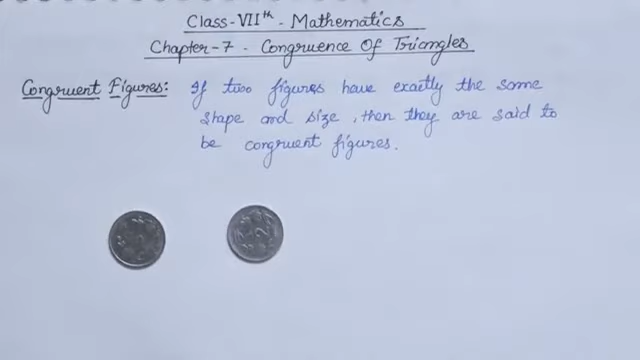 Class-VIIth - Mathematics
Chapter-7 - Congruence Of Triangles
Congruent Figures: If two figures have exactly the same
shape and size, then they are said to
be congruent figures.